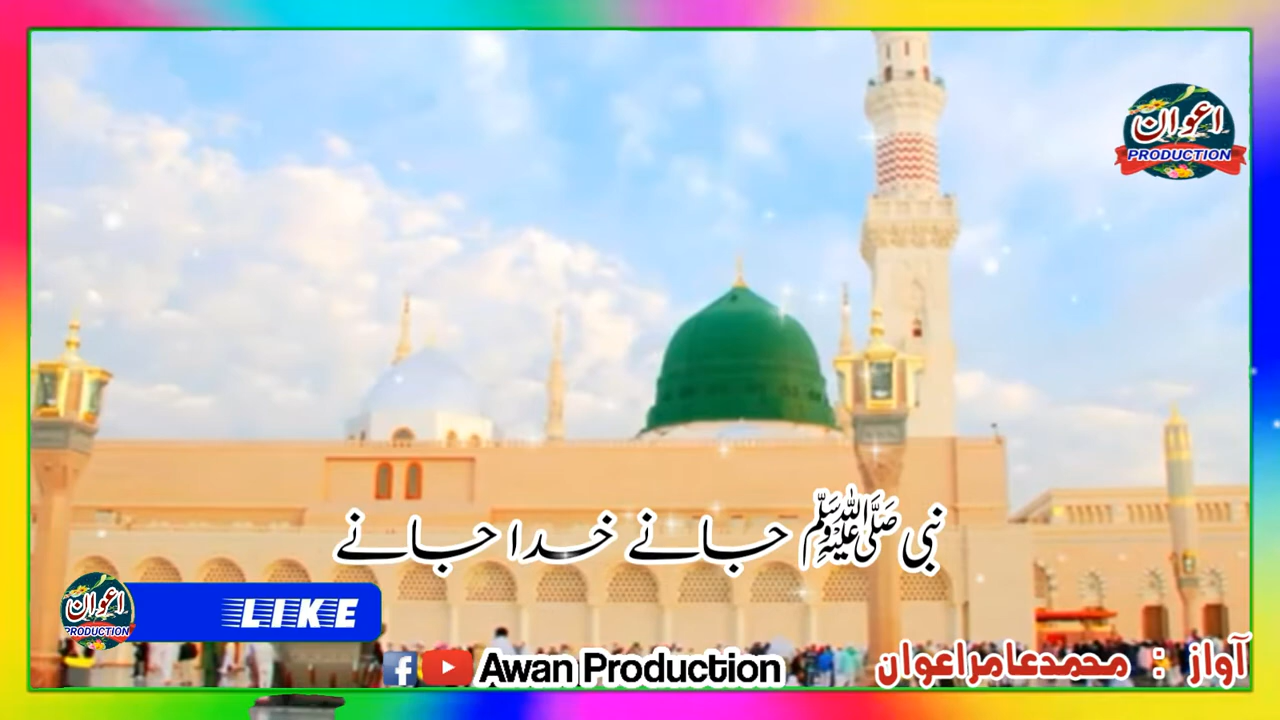 اعوان
PRODUCTION
نبی ﷺ جانے خدا جانے
اعوان
PRODUCTION
LIKE
Awan Production
آواز : محمدعامراعوان